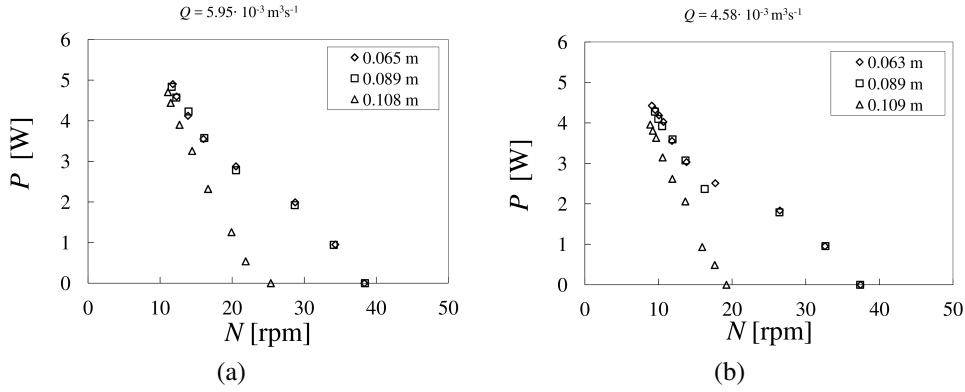 Q = 5.95· 10⁻³ m³s⁻¹
6
5
4
3
2
1
0
P [W]
0 10 20 30 40 50
N [rpm]
0.065 m
0.089 m
0.108 m
(a)
Q = 4.58· 10⁻³ m³s⁻¹
6
5
4
3
2
1
0
P [W]
0 10 20 30 40 50
N [rpm]
0.063 m
0.089 m
0.109 m
(b)